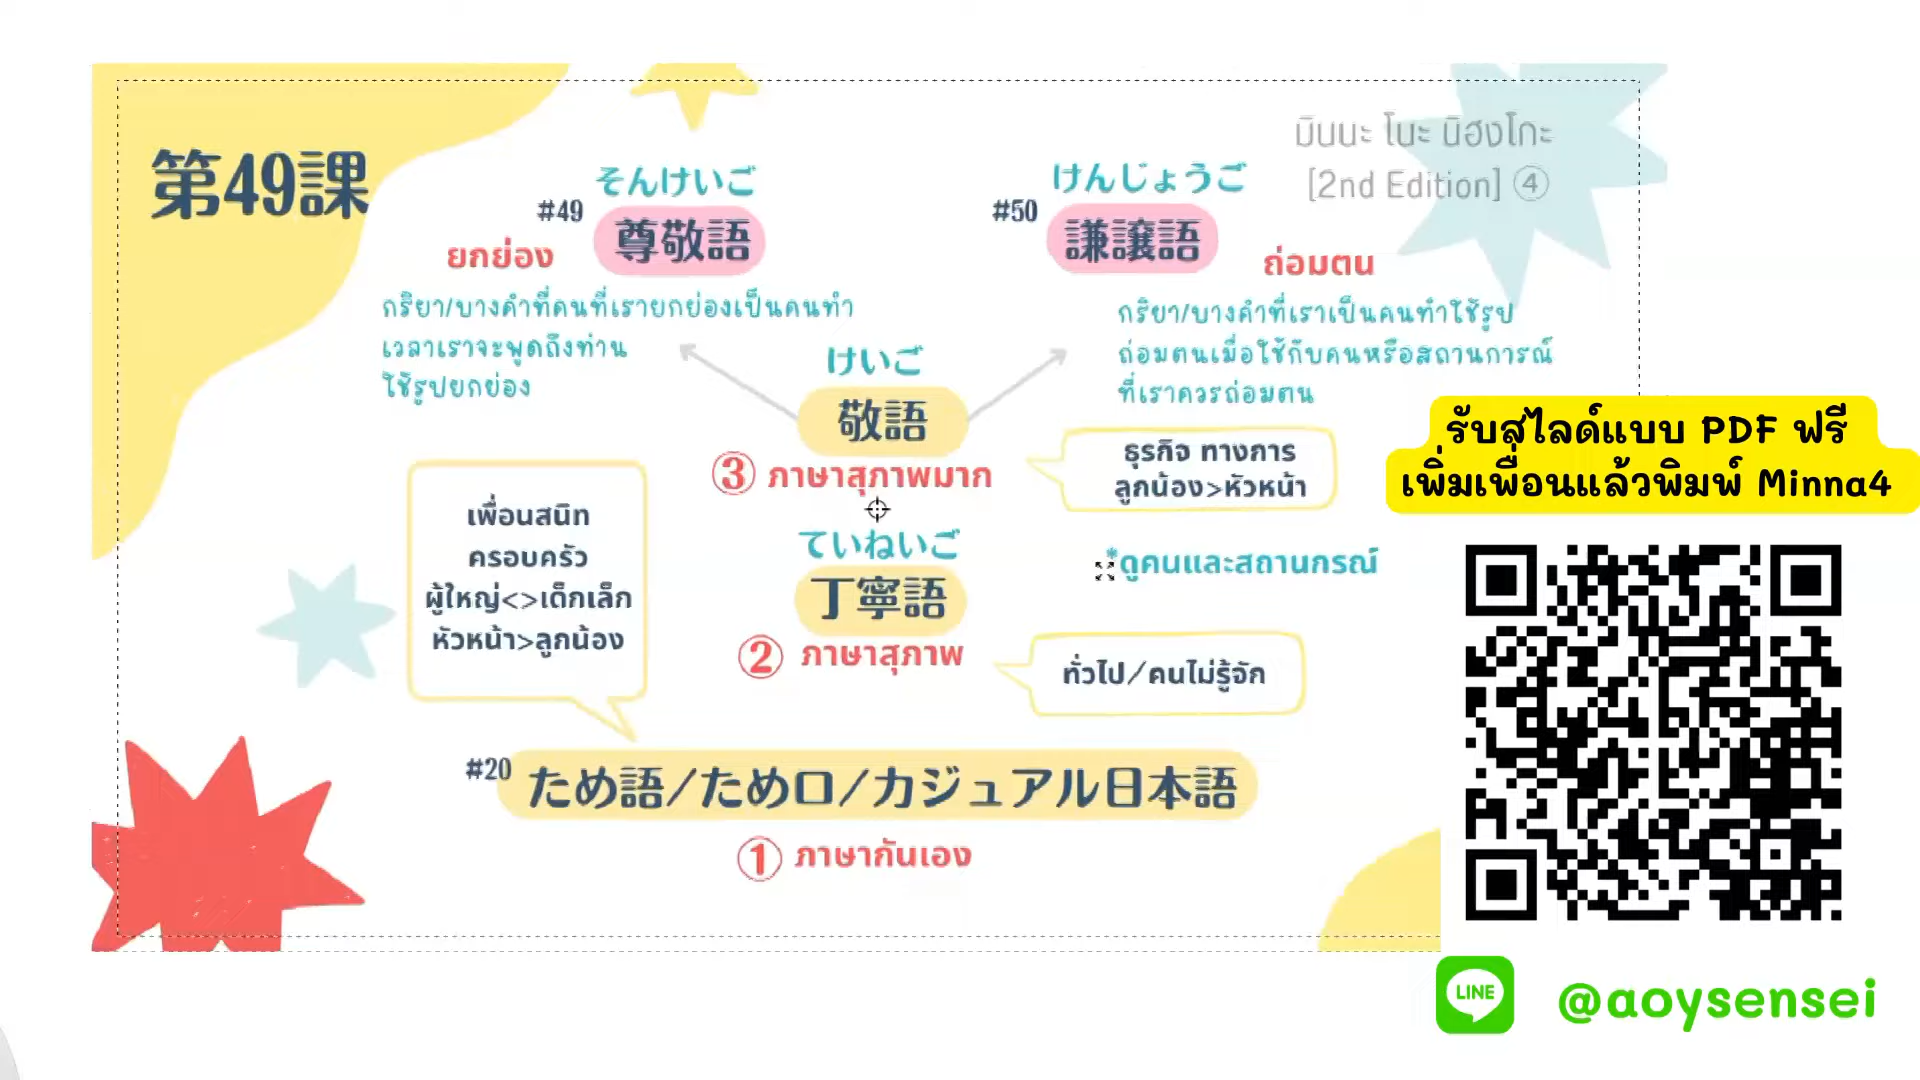 第49課
มินนะ โนะ นิฮงโกะ
[2nd Edition] ④
そんけいご
#49
尊敬語
ยกย่อง
กริยา/บางคำที่คนที่เรายกย่องเป็นคนทำ
เวลาเราจะพูดถึงท่าน
ใช้รูปยกย่อง
けんじょうご
#50
謙譲語
ถ่อมตน
กริยา/บางคำที่เราเป็นคนทำใช้รูป
ถ่อมตนเมื่อใช้กับคนหรือสถานการณ์
ที่เราควรถ่อมตน
けいご
敬語
③ ภาษาสุภาพมาก
ธุรกิจ ทางการ
ลูกน้อง>หัวหน้า
เพื่อนสนิท
ครอบครัว
ผู้ใหญ่<>เด็กเล็ก
หัวหน้า>ลูกน้อง
ていねいご
丁寧語
② ภาษาสุภาพ
*ดูคนและสถานกรณ์
ทั่วไป/คนไม่รู้จัก
#20
ため語/ため口/カジュアル日本語
① ภาษากันเอง
รับสไลด์แบบ PDF ฟรี
เพิ่มเพื่อนแล้วพิมพ์ Minna4
LINE
@aoysensei